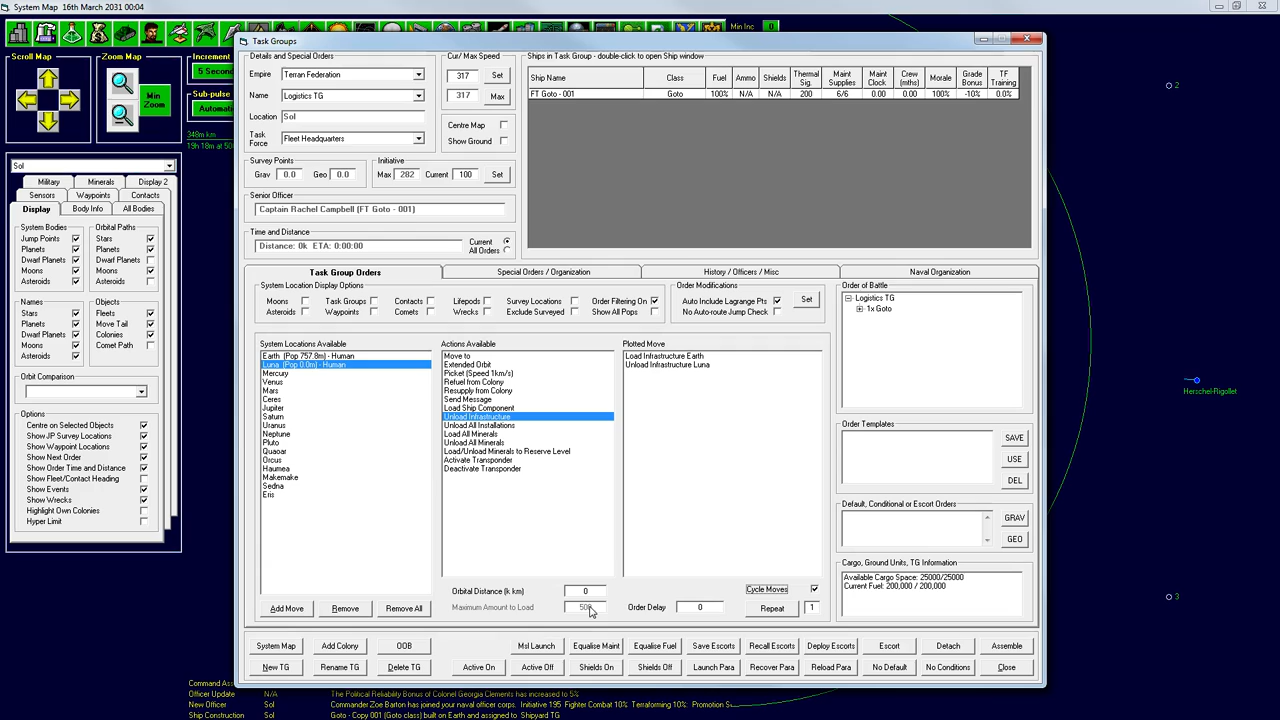 System Map   16th March 2031 00:04
Min Inc
Scroll Map
Zoom Map
Increment
Min
Zoom
5 Second
Sub-pulse
Automat
348m km
19h 18m at 50
Sol
Military
Minerals
Display 2
Sensors
Waypoints
Contacts
Display
Body Info
All Bodies
System Bodies
Orbital Paths
Jump Points
Stars
Planets
Planets
Dwarf Planets
Dwarf Planets
Moons
Moons
Asteroids
Asteroids
Names
Objects
Stars
Fleets
Planets
Move Tail
Dwarf Planets
Colonies
Moons
Comet Path
Asteroids
Orbit Comparison
Options
Centre on Selected Objects
Show JP Survey Locations
Show Waypoint Locations
Show Next Order
Show Order Time and Distance
Show Fleet/Contact Heading
Show Events
Show Wrecks
Highlight Own Colonies
Hyper Limit
Task Groups
Details and Special Orders
Empire
Terran Federation
Name
Logistics TG
Location
Sol
Task
Force
Fleet Headquarters
Cur/ Max Speed
317
Set
317
Max
Centre Map
Show Ground
Survey Points
Grav
0.0
Geo
0.0
Initiative
Max
282
Current
100
Set
Senior Officer
Captain Rachel Campbell (FT Goto - 001)
Time and Distance
Distance: 0k  ETA: 0:00:00
Current
All Orders
Ships in Task Group - double-click to open Ship window
Ship Name Class Fuel Ammo Shields Thermal Sig. Maint Supplies Maint Clock Crew (mths) Morale Grade Bonus TF Training
FT Goto - 001 Goto 100% N/A N/A 200 6/6 0.00 0.00 100% -10% 0.0%
Task Group Orders
Special Orders / Organization
History / Officers / Misc
Naval Organization
System Location Display Options
Moons
Task Groups
Contacts
Lifepods
Survey Locations
Order Filtering On
Asteroids
Waypoints
Comets
Wrecks
Exclude Surveyed
Show All Pops
Order Modifications
Auto Include Lagrange Pts
Set
No Auto-route Jump Check
Order of Battle
Logistics TG
1x Goto
System Locations Available
Earth  (Pop 757.8m) - Human
Luna  (Pop 0.0m) - Human
Mercury
Venus
Mars
Ceres
Jupiter
Saturn
Uranus
Neptune
Pluto
Quaoar
Orcus
Haumea
Makemake
Sedna
Eris
Actions Available
Move to
Extended Orbit
Picket (Speed 1km/s)
Refuel from Colony
Resupply from Colony
Send Message
Load Ship Component
Unload Infrastructure
Unload All Installations
Load All Minerals
Unload All Minerals
Load/Unload Minerals to Reserve Level
Activate Transponder
Deactivate Transponder
Plotted Move
Load Infrastructure Earth
Unload Infrastructure Luna
Order Templates
SAVE
USE
DEL
Default, Conditional or Escort Orders
GRAV
GEO
Cargo, Ground Units, TG Information
Available Cargo Space: 25000/25000
Current Fuel: 200,000 / 200,000
Orbital Distance (k km)
0
Cycle Moves
Add Move
Remove
Remove All
Maximum Amount to Load
Order Delay
0
Repeat
1
System Map
Add Colony
OOB
Msl Launch
Equalise Maint
Equalise Fuel
Save Escorts
Recall Escorts
Deploy Escorts
Escort
Detach
Assemble
New TG
Rename TG
Delete TG
Active On
Active Off
Shields On
Shields Off
Launch Para
Recover Para
Reload Para
No Default
No Conditions
Close
2
Herschel-Rigollet
3
Command Ass
Officer Update N/A The Political Reliability Bonus of Colonel Georgia Clements has increased to 5%
New Officer Sol Commander Zoe Barton has joined your naval officer corps.  Initiative 195  Fighter Combat 10%  Terraforming 10%  Promotion S
Ship Construction Sol Goto - Copy 001 (Goto class) built on Earth and assigned to  Shipyard TG